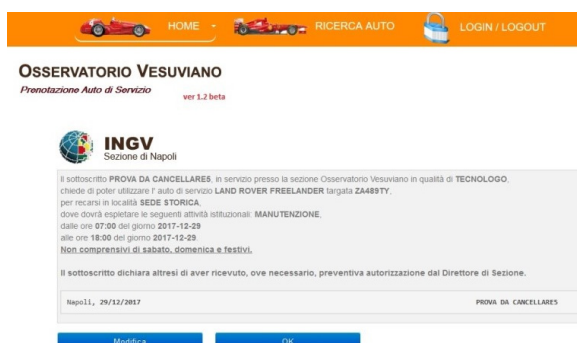 HOME
RICERCA AUTO
LOGIN / LOGOUT
OSSERVATORIO VESUVIANO
Prenotazione Auto di Servizio
ver 1.2 beta
INGV
Sezione di Napoli
Il sottoscritto PROVA DA CANCELLARE5, in servizio presso la sezione Osservatorio Vesuviano in qualità di TECNOLOGO,
chiede di poter utilizzare l' auto di servizio LAND ROVER FREELANDER targata ZA489TY,
per recarsi in località SEDE STORICA,
dove dovrà espletare le seguenti attività istituzionali: MANUTENZIONE,
dalle ore 07:00 del giorno 2017-12-29
alle ore 18:00 del giorno 2017-12-29.
Non comprensivi di sabato, domenica e festivi.
Il sottoscritto dichiara altresì di aver ricevuto, ove necessario, preventiva autorizzazione dal Direttore di Sezione.
Napoli, 29/12/2017 PROVA DA CANCELLARE5
Modifica OK